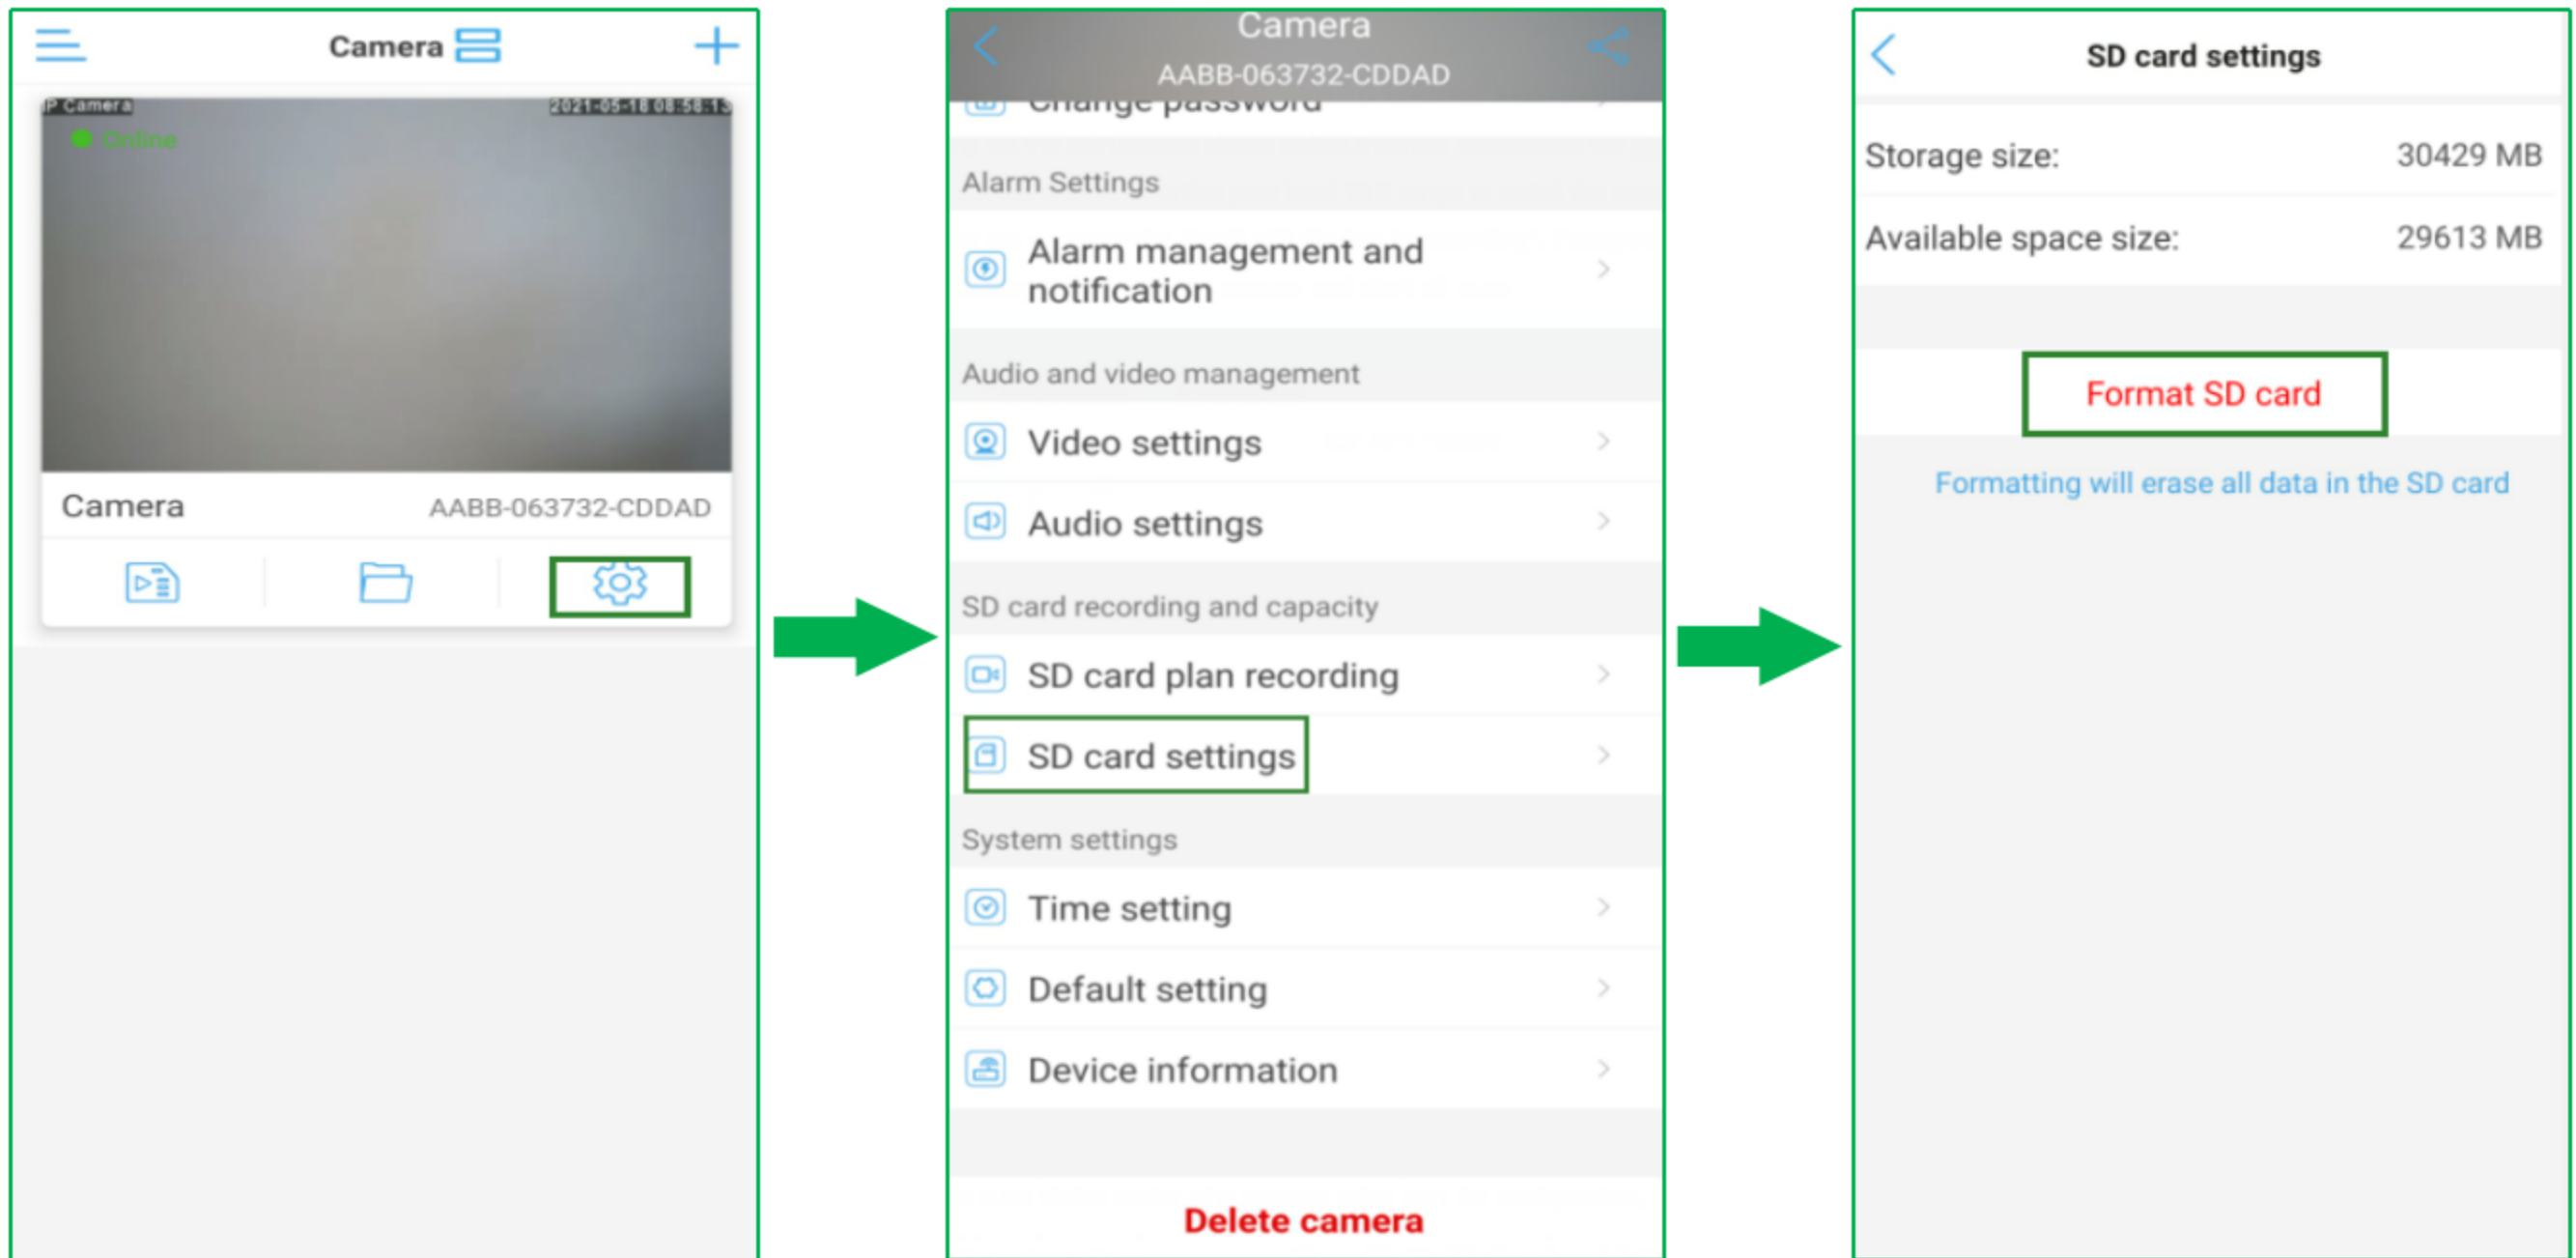 Camera
IP Camera
2021-05-18 08:58:13
Online
Camera
AABB-063732-CDDAD
Camera
AABB-063732-CDDAD
Change password
Alarm Settings
Alarm management and
notification
Audio and video management
Video settings
Audio settings
SD card recording and capacity
SD card plan recording
SD card settings
System settings
Time setting
Default setting
Device information
Delete camera
SD card settings
Storage size: 30429 MB
Available space size: 29613 MB
Format SD card
Formatting will erase all data in the SD card